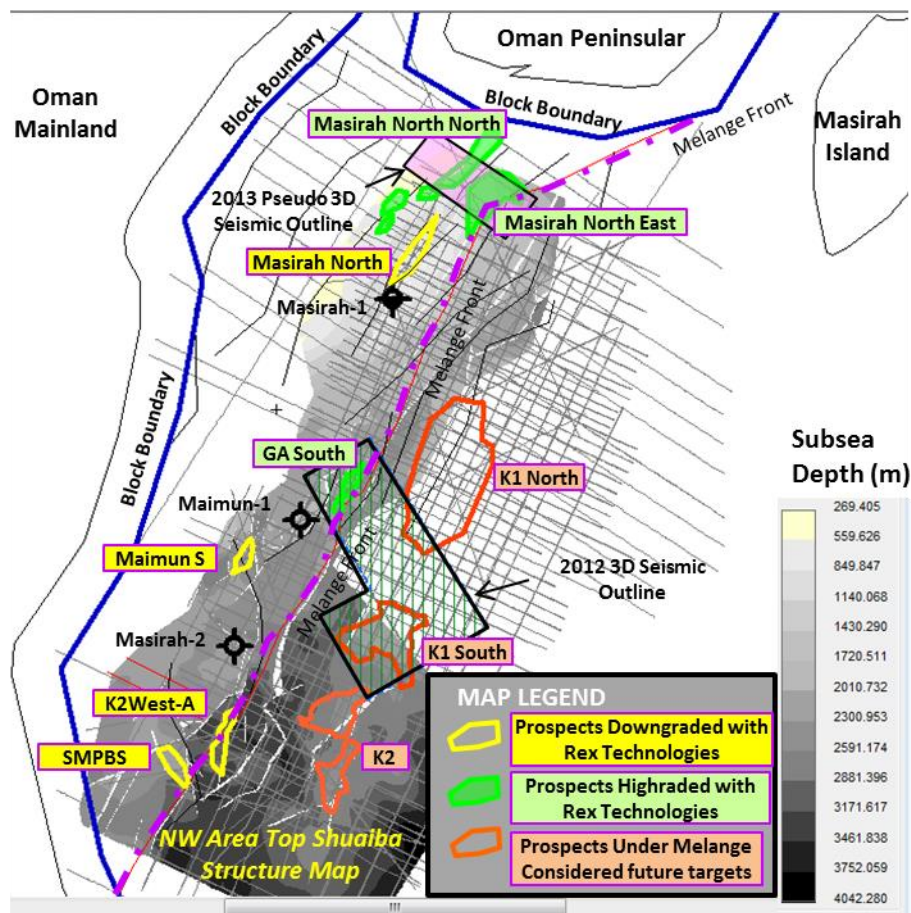 Oman Peninsular
Oman
Mainland
Block Boundary
Block Boundary
Masirah
Island
Melange Front
Masirah North North
2013 Pseudo 3D
Seismic Outline
Masirah North East
Masirah North
Masirah-1
Melange Front
Block Boundary
GA South
K1 North
Maimun-1
Maimun S
Melange Front
2012 3D Seismic
Outline
Masirah-2
K1 South
K2West-A
SMPBS
K2
NW Area Top Shuaiba
Structure Map
MAP LEGEND
Prospects Downgraded with
Rex Technologies
Prospects Highraded with
Rex Technologies
Prospects Under Melange
Considered future targets
Subsea
Depth (m)
269.405
559.626
849.847
1140.068
1430.290
1720.511
2010.732
2300.953
2591.174
2881.396
3171.617
3461.838
3752.059
4042.280